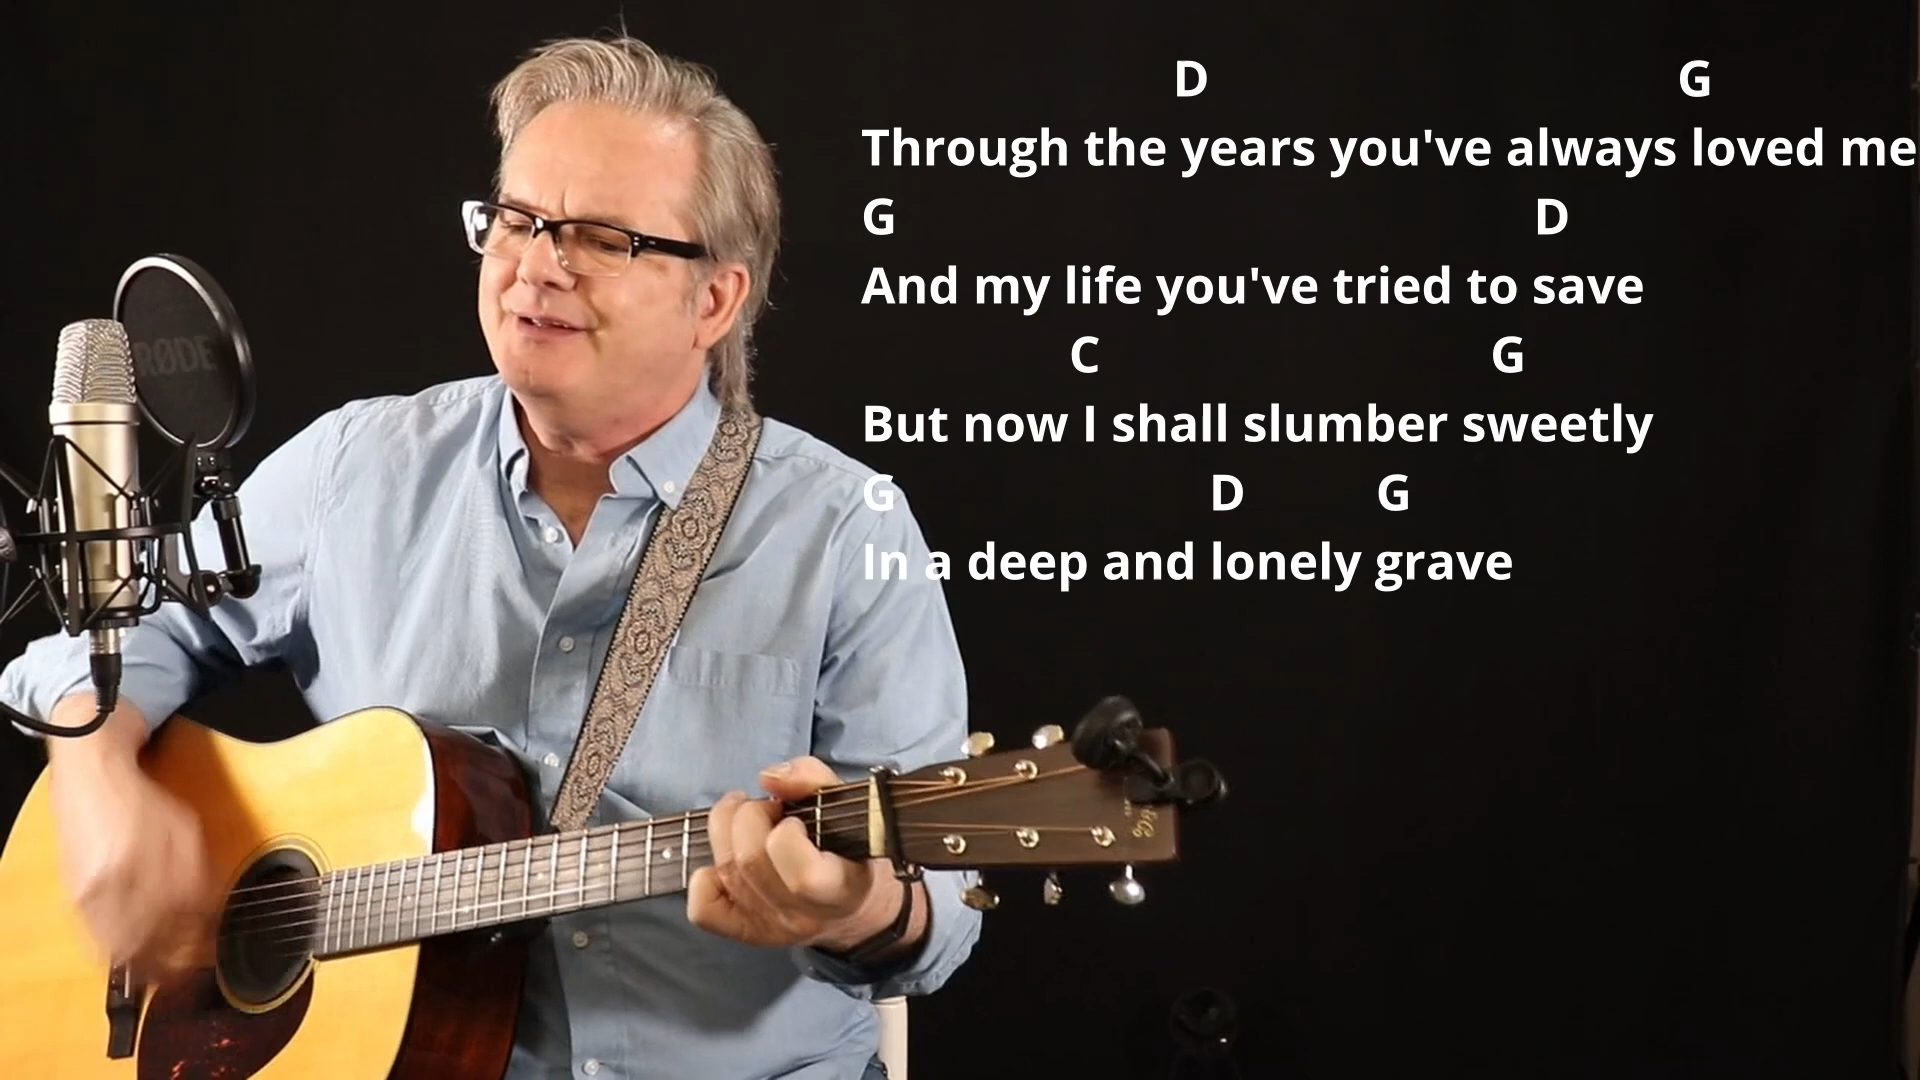 D G
Through the years you've always loved me
G D
And my life you've tried to save
C G
But now I shall slumber sweetly
G D G
In a deep and lonely grave
RØDE